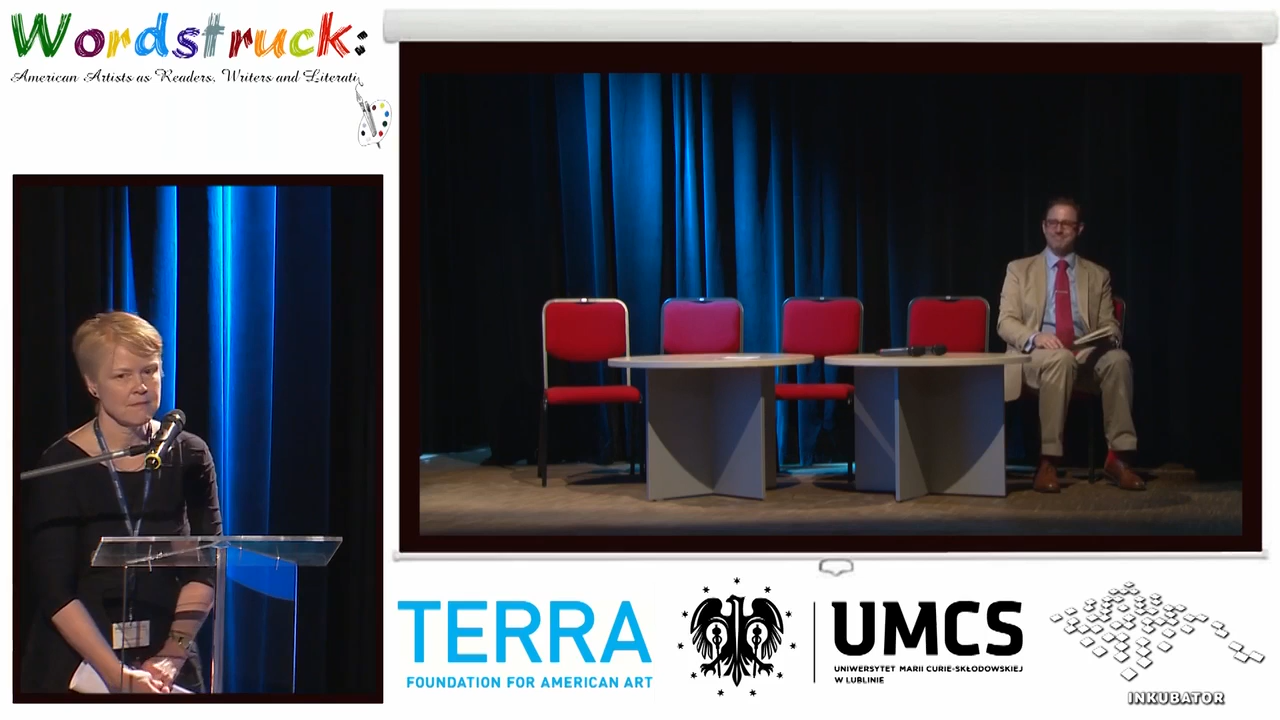 Wordstruck:
American Artists as Readers, Writers and Literati
TERRA
FOUNDATION FOR AMERICAN ART
UMCS
UNIWERSYTET MARII CURIE-SKŁODOWSKIEJ
W LUBLINIE
INKUBATOR